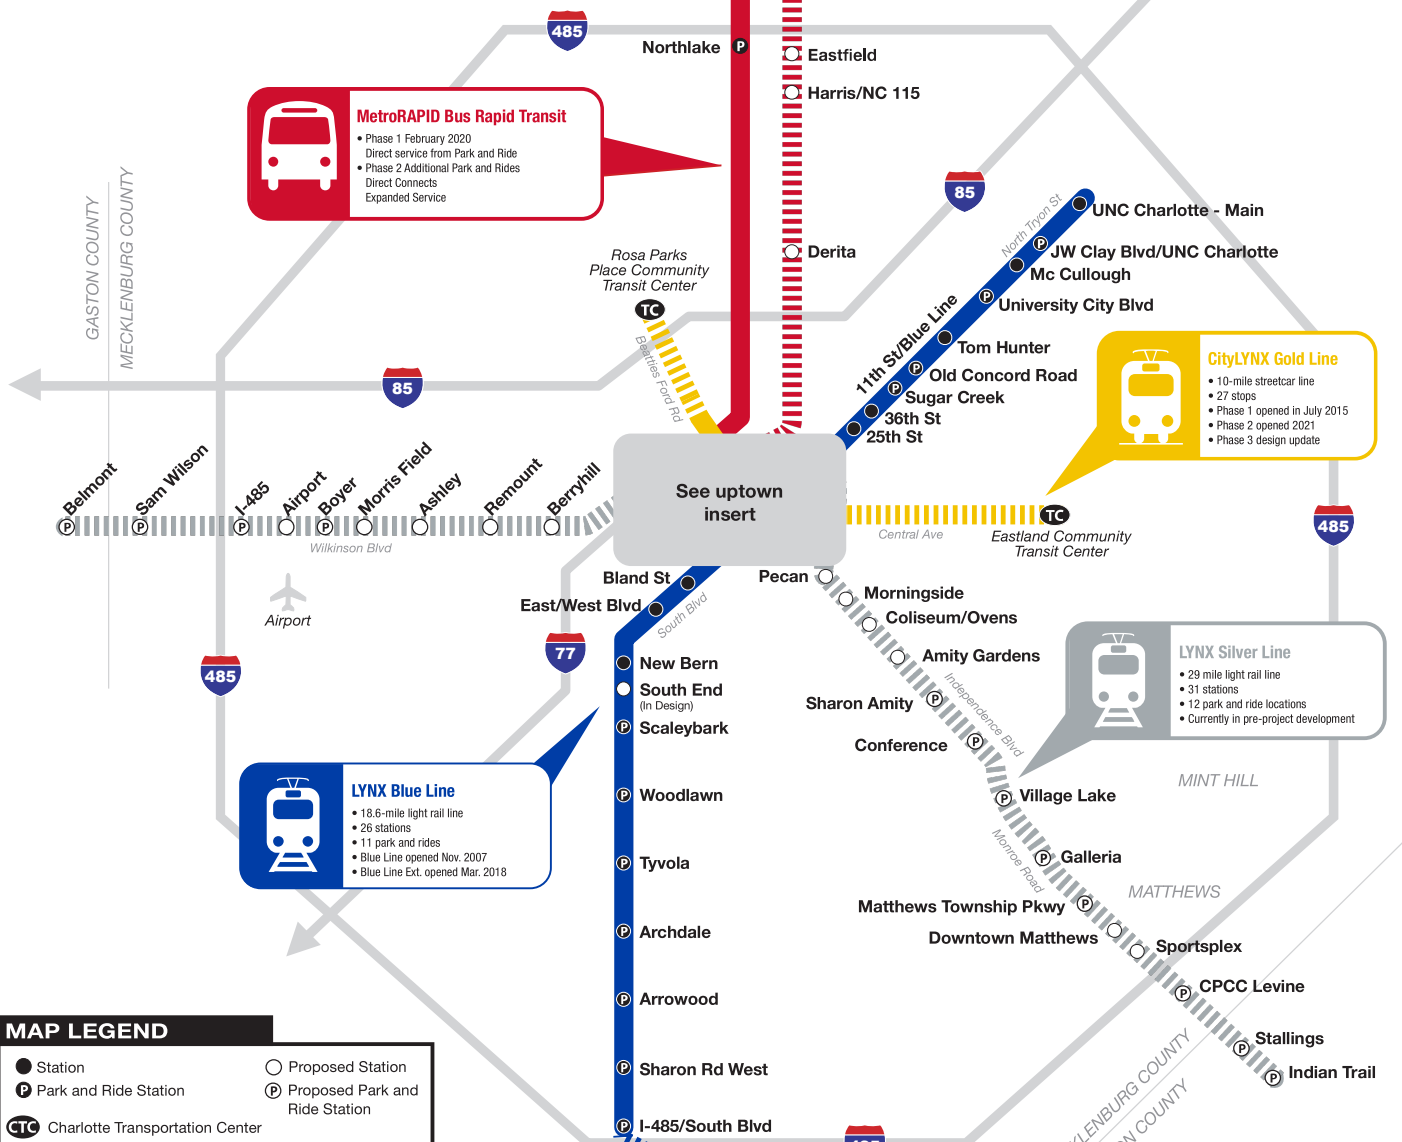 485
Northlake
P
Eastfield
Harris/NC 115
MetroRAPID Bus Rapid Transit
• Phase 1 February 2020
Direct service from Park and Ride
• Phase 2 Additional Park and Rides
Direct Connects
Expanded Service
GASTON COUNTY
MECKLENBURG COUNTY
85
North Tryon St
UNC Charlotte - Main
P
JW Clay Blvd/UNC Charlotte
Mc Cullough
P
University City Blvd
11th St/Blue Line
Tom Hunter
P
Old Concord Road
P
Sugar Creek
36th St
25th St
Derita
Rosa Parks
Place Community
Transit Center
TC
Beatties Ford Rd
85
CityLYNX Gold Line
• 10-mile streetcar line
• 27 stops
• Phase 1 opened in July 2015
• Phase 2 opened 2021
• Phase 3 design update
Belmont
Sam Wilson
I-485
Airport
Boyer
Morris Field
Ashley
Remount
Berryhill
P
P
P
P
Wilkinson Blvd
Airport
See uptown
insert
Central Ave
TC
Eastland Community
Transit Center
485
485
77
Bland St
East/West Blvd
South Blvd
New Bern
South End
(In Design)
P
Scaleybark
P
Woodlawn
P
Tyvola
P
Archdale
P
Arrowood
P
Sharon Rd West
P
I-485/South Blvd
Pecan
Morningside
Coliseum/Ovens
Amity Gardens
Independence Blvd
Sharon Amity
P
Conference
P
P
Village Lake
Monroe Road
P
Galleria
Matthews Township Pkwy
P
Downtown Matthews
Sportsplex
P
CPCC Levine
P
Stallings
P
Indian Trail
LYNX Silver Line
• 29 mile light rail line
• 31 stations
• 12 park and ride locations
• Currently in pre-project development
MINT HILL
MATTHEWS
LYNX Blue Line
• 18.6-mile light rail line
• 26 stations
• 11 park and rides
• Blue Line opened Nov. 2007
• Blue Line Ext. opened Mar. 2018
MAP LEGEND
Station
Proposed Station
P
Park and Ride Station
P
Proposed Park and
Ride Station
CTC
Charlotte Transportation Center